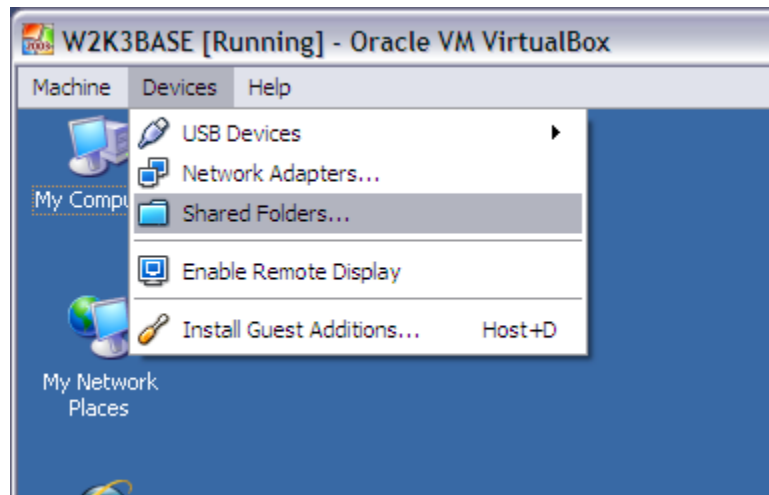 W2K3BASE [Running] - Oracle VM VirtualBox
Machine Devices Help
USB Devices
Network Adapters...
My Compu
Shared Folders...
Enable Remote Display
Install Guest Additions... Host+D
My Network
Places